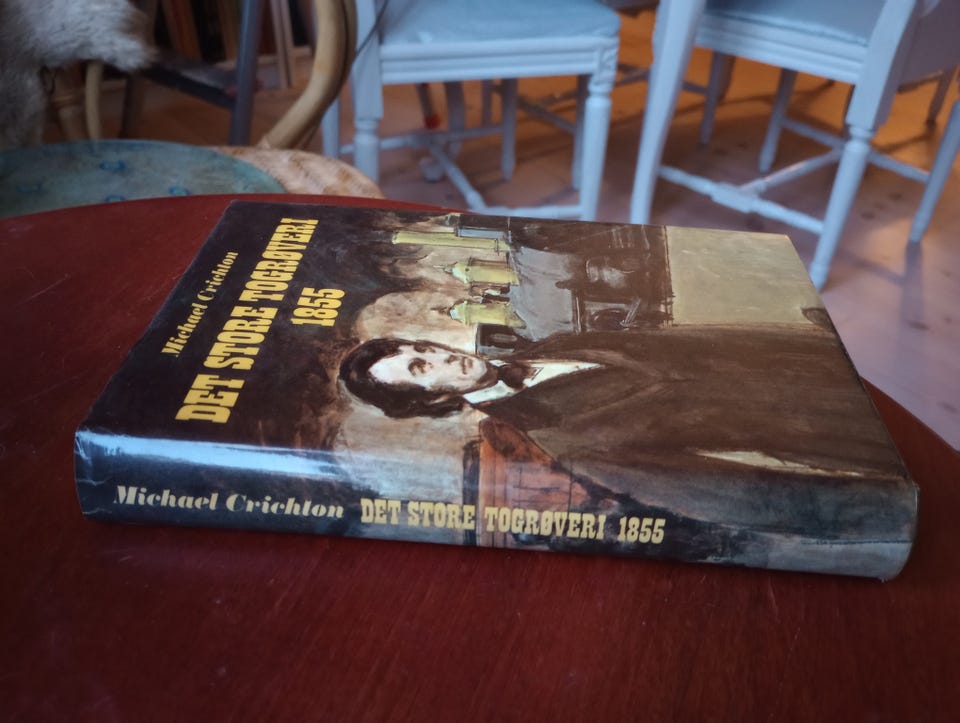 Michael Crichton
DET STORE TOGRØVERI
1855
Michael Crichton DET STORE TOGRØVERI 1855